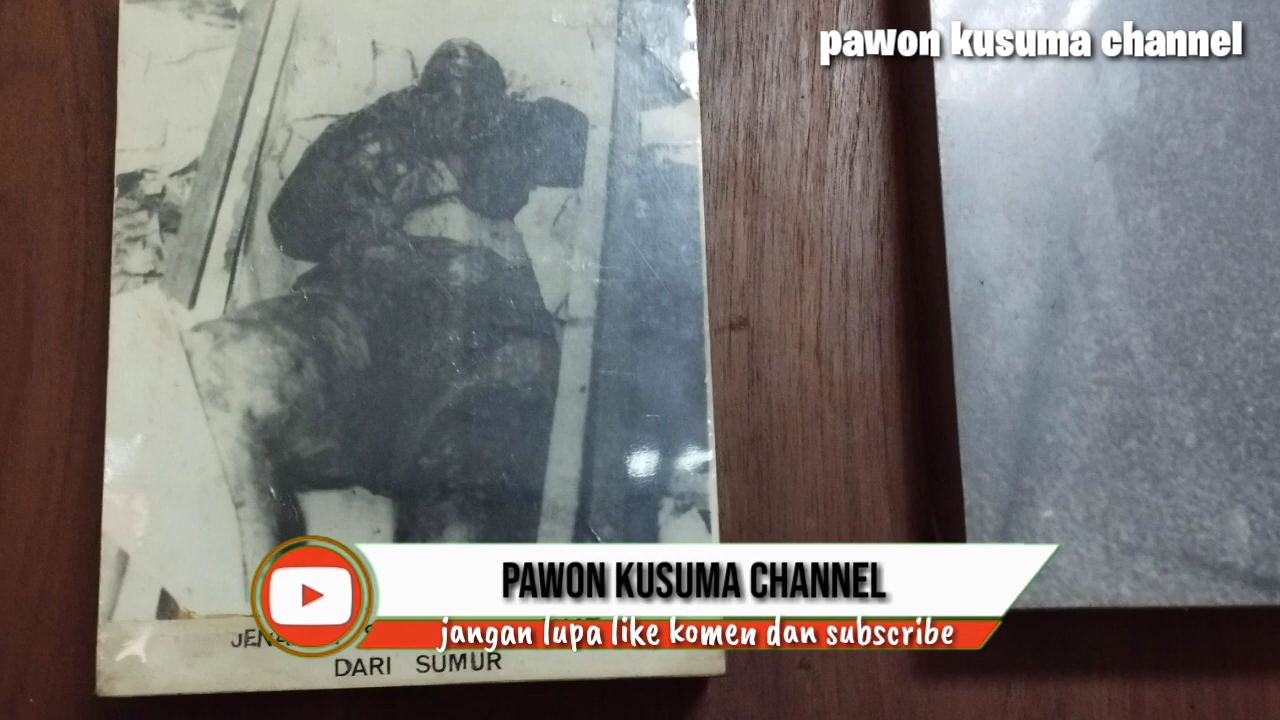 pawon kusuma channel
PAWON KUSUMA CHANNEL
jangan lupa like komen dan subscribe
DARI SUMUR